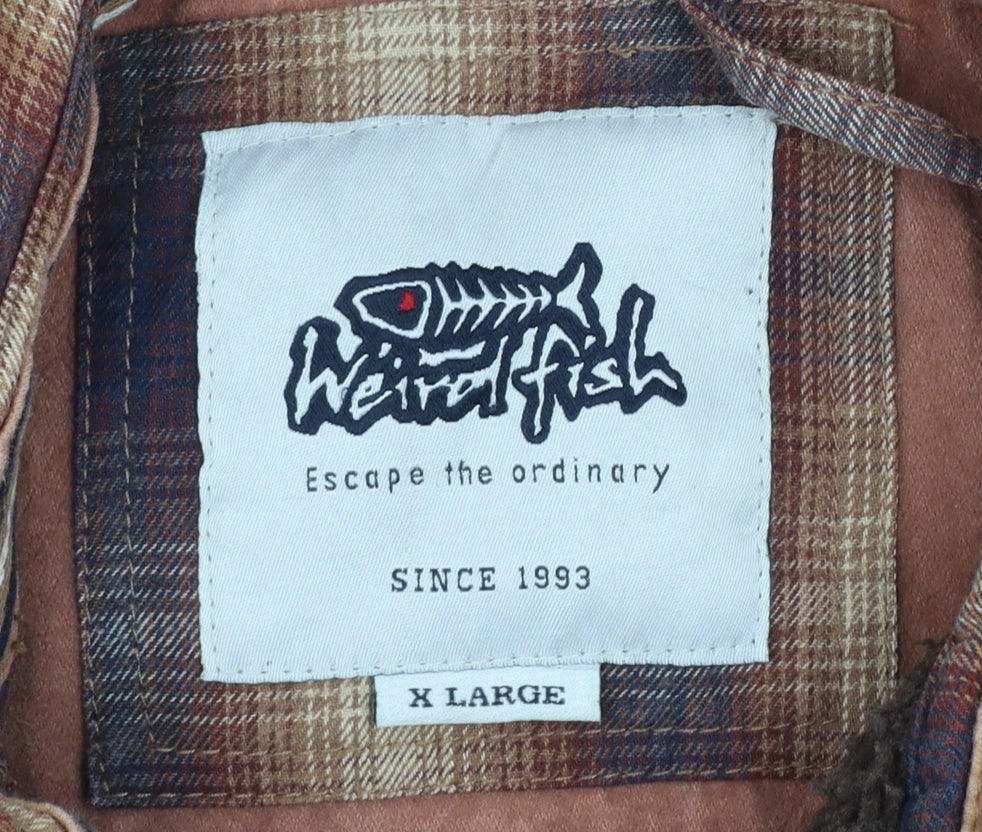 Weird fish
Escape the ordinary
SINCE 1993
X LARGE